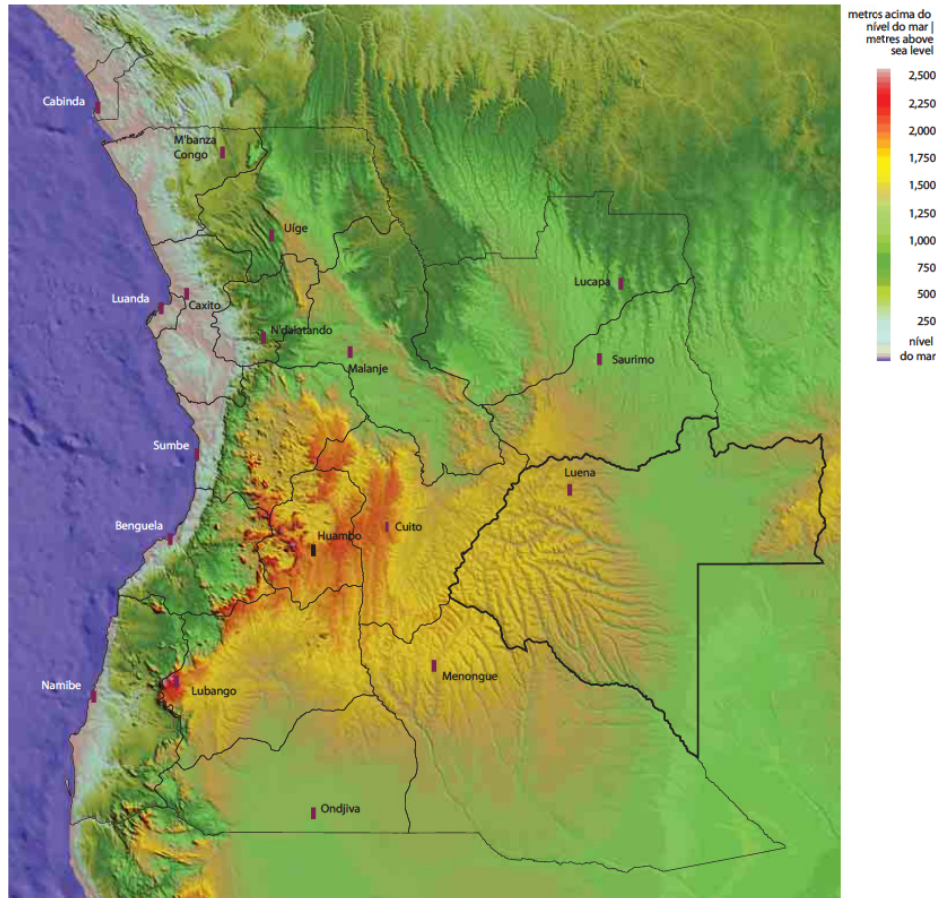 metros acima do
nível do mar |
metres above
sea level
2,500
2,250
2,000
1,750
1,500
1,250
1,000
750
500
250
nível
do mar
Cabinda
M'banza
Congo
Uíge
Luanda
Caxito
Lucapa
N'dalatando
Malanje
Saurimo
Sumbe
Luena
Benguela
Cuito
Huambo
Menongue
Namibe
Lubango
Ondjiva